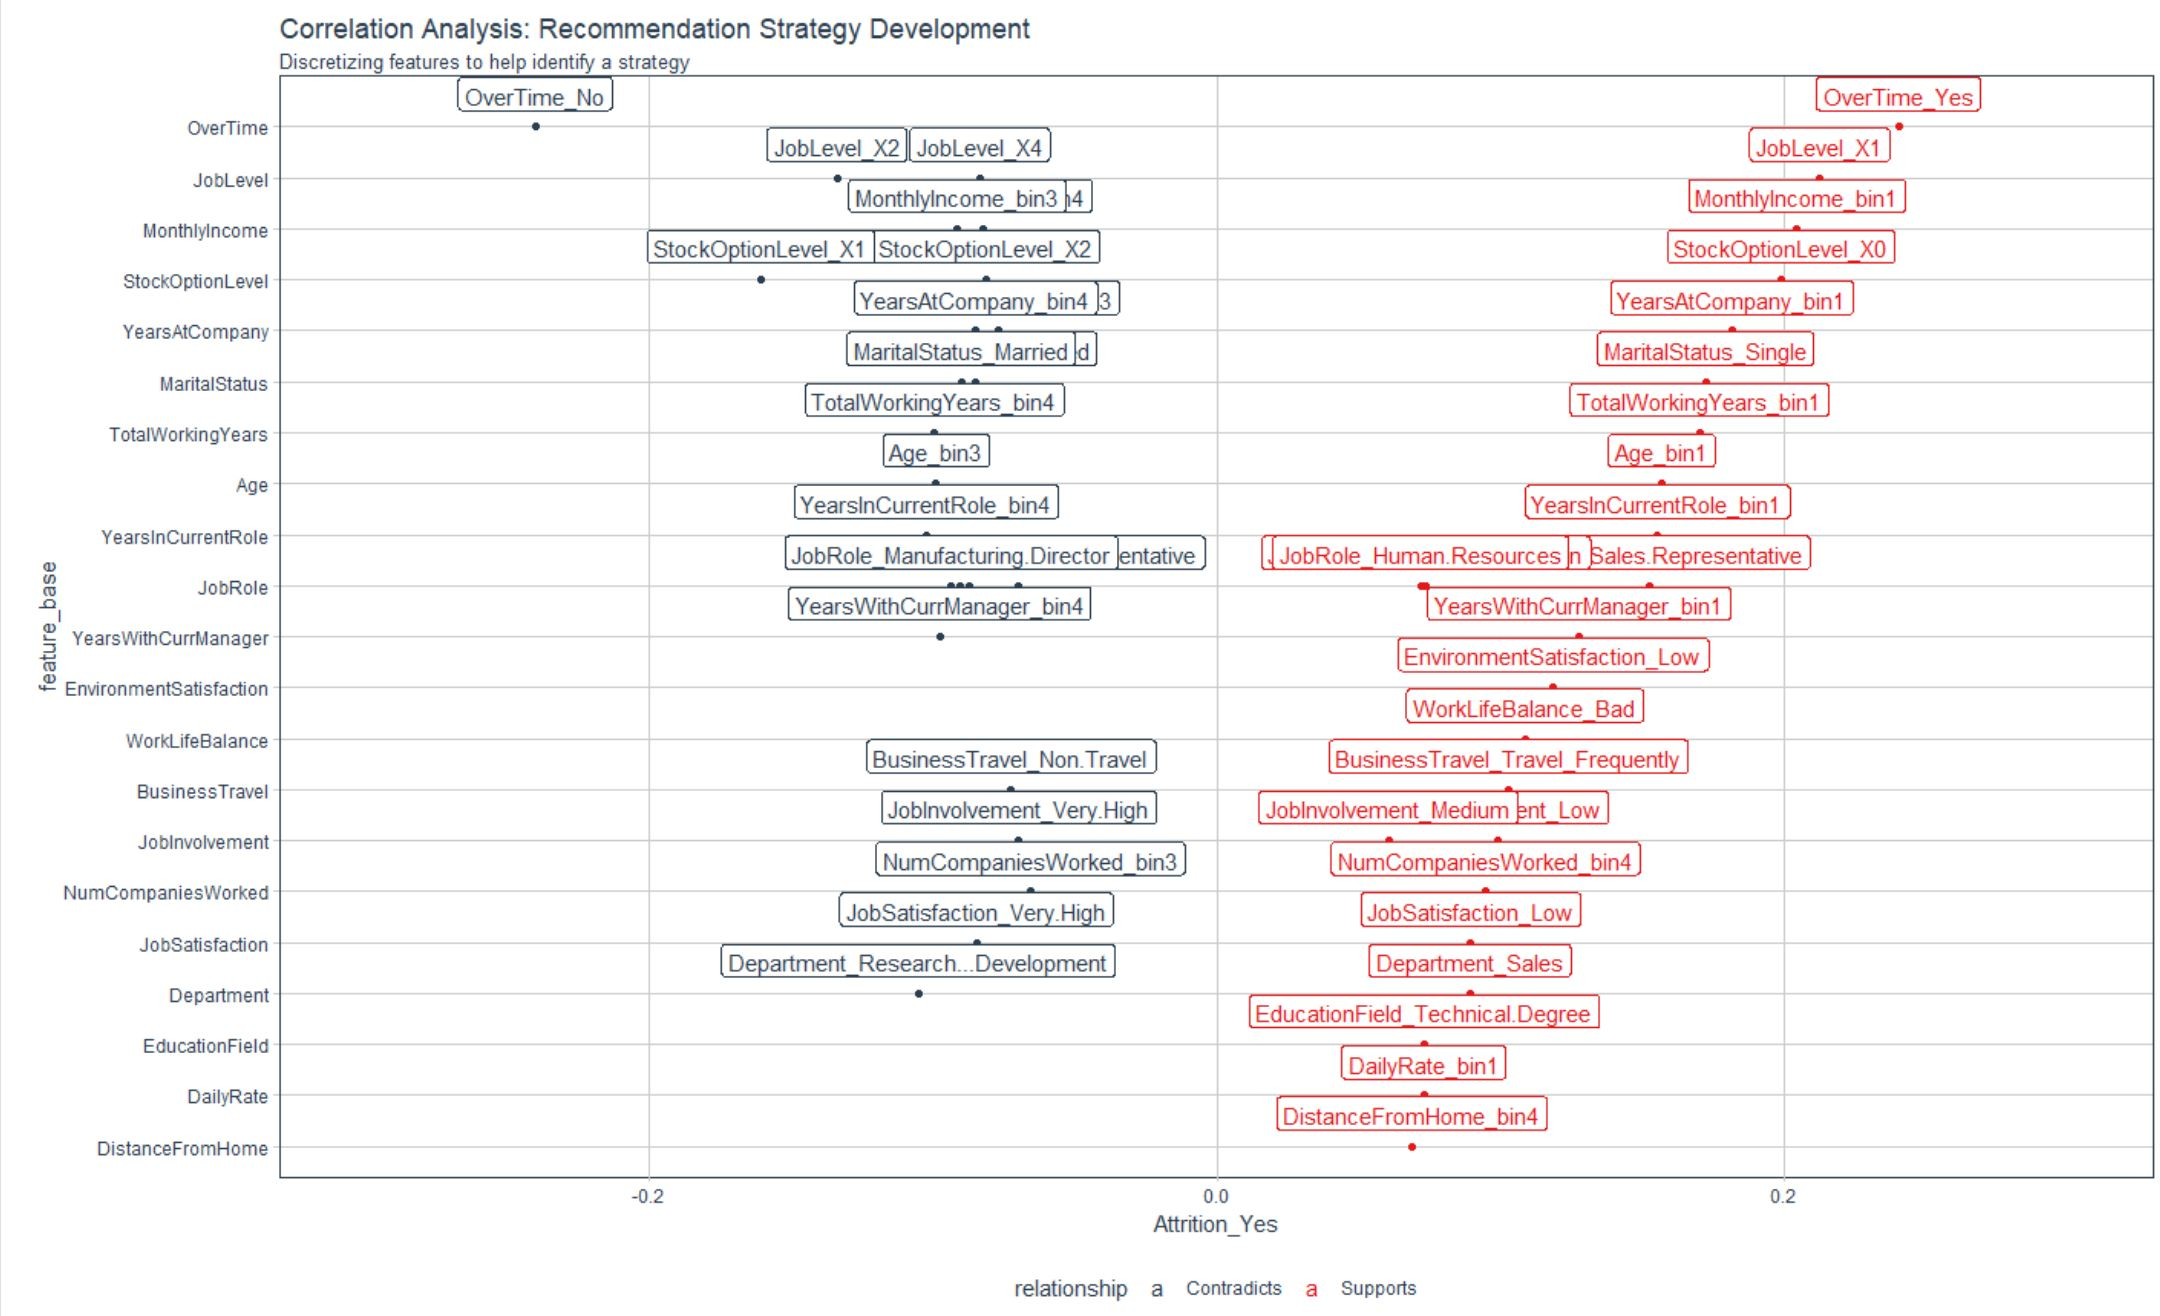 Correlation Analysis: Recommendation Strategy Development
Discretizing features to help identify a strategy
OverTime_No OverTime_Yes
OverTime
JobLevel_X2 JobLevel_X4 JobLevel_X1
JobLevel
MonthlyIncome_bin3 n4 MonthlyIncome_bin1
MonthlyIncome
StockOptionLevel_X1 StockOptionLevel_X2 StockOptionLevel_X0
StockOptionLevel
YearsAtCompany_bin4 3 YearsAtCompany_bin1
YearsAtCompany
MaritalStatus_Married d MaritalStatus_Single
MaritalStatus
TotalWorkingYears_bin4 TotalWorkingYears_bin1
TotalWorkingYears
Age_bin3 Age_bin1
Age
YearsInCurrentRole_bin4 YearsInCurrentRole_bin1
YearsInCurrentRole
JobRole_Manufacturing.Director entative JobRole_Human.Resources n Sales.Representative
JobRole
YearsWithCurrManager_bin4 YearsWithCurrManager_bin1
YearsWithCurrManager
EnvironmentSatisfaction_Low
EnvironmentSatisfaction
WorkLifeBalance_Bad
WorkLifeBalance
BusinessTravel_Non.Travel BusinessTravel_Travel_Frequently
BusinessTravel
JobInvolvement_Very.High JobInvolvement_Medium ent_Low
JobInvolvement
NumCompaniesWorked_bin3 NumCompaniesWorked_bin4
NumCompaniesWorked
JobSatisfaction_Very.High JobSatisfaction_Low
JobSatisfaction
Department_Research...Development Department_Sales
Department
EducationField_Technical.Degree
EducationField
DailyRate_bin1
DailyRate
DistanceFromHome_bin4
DistanceFromHome
feature_base
-0.2 0.0 0.2
Attrition_Yes
relationship a Contradicts a Supports